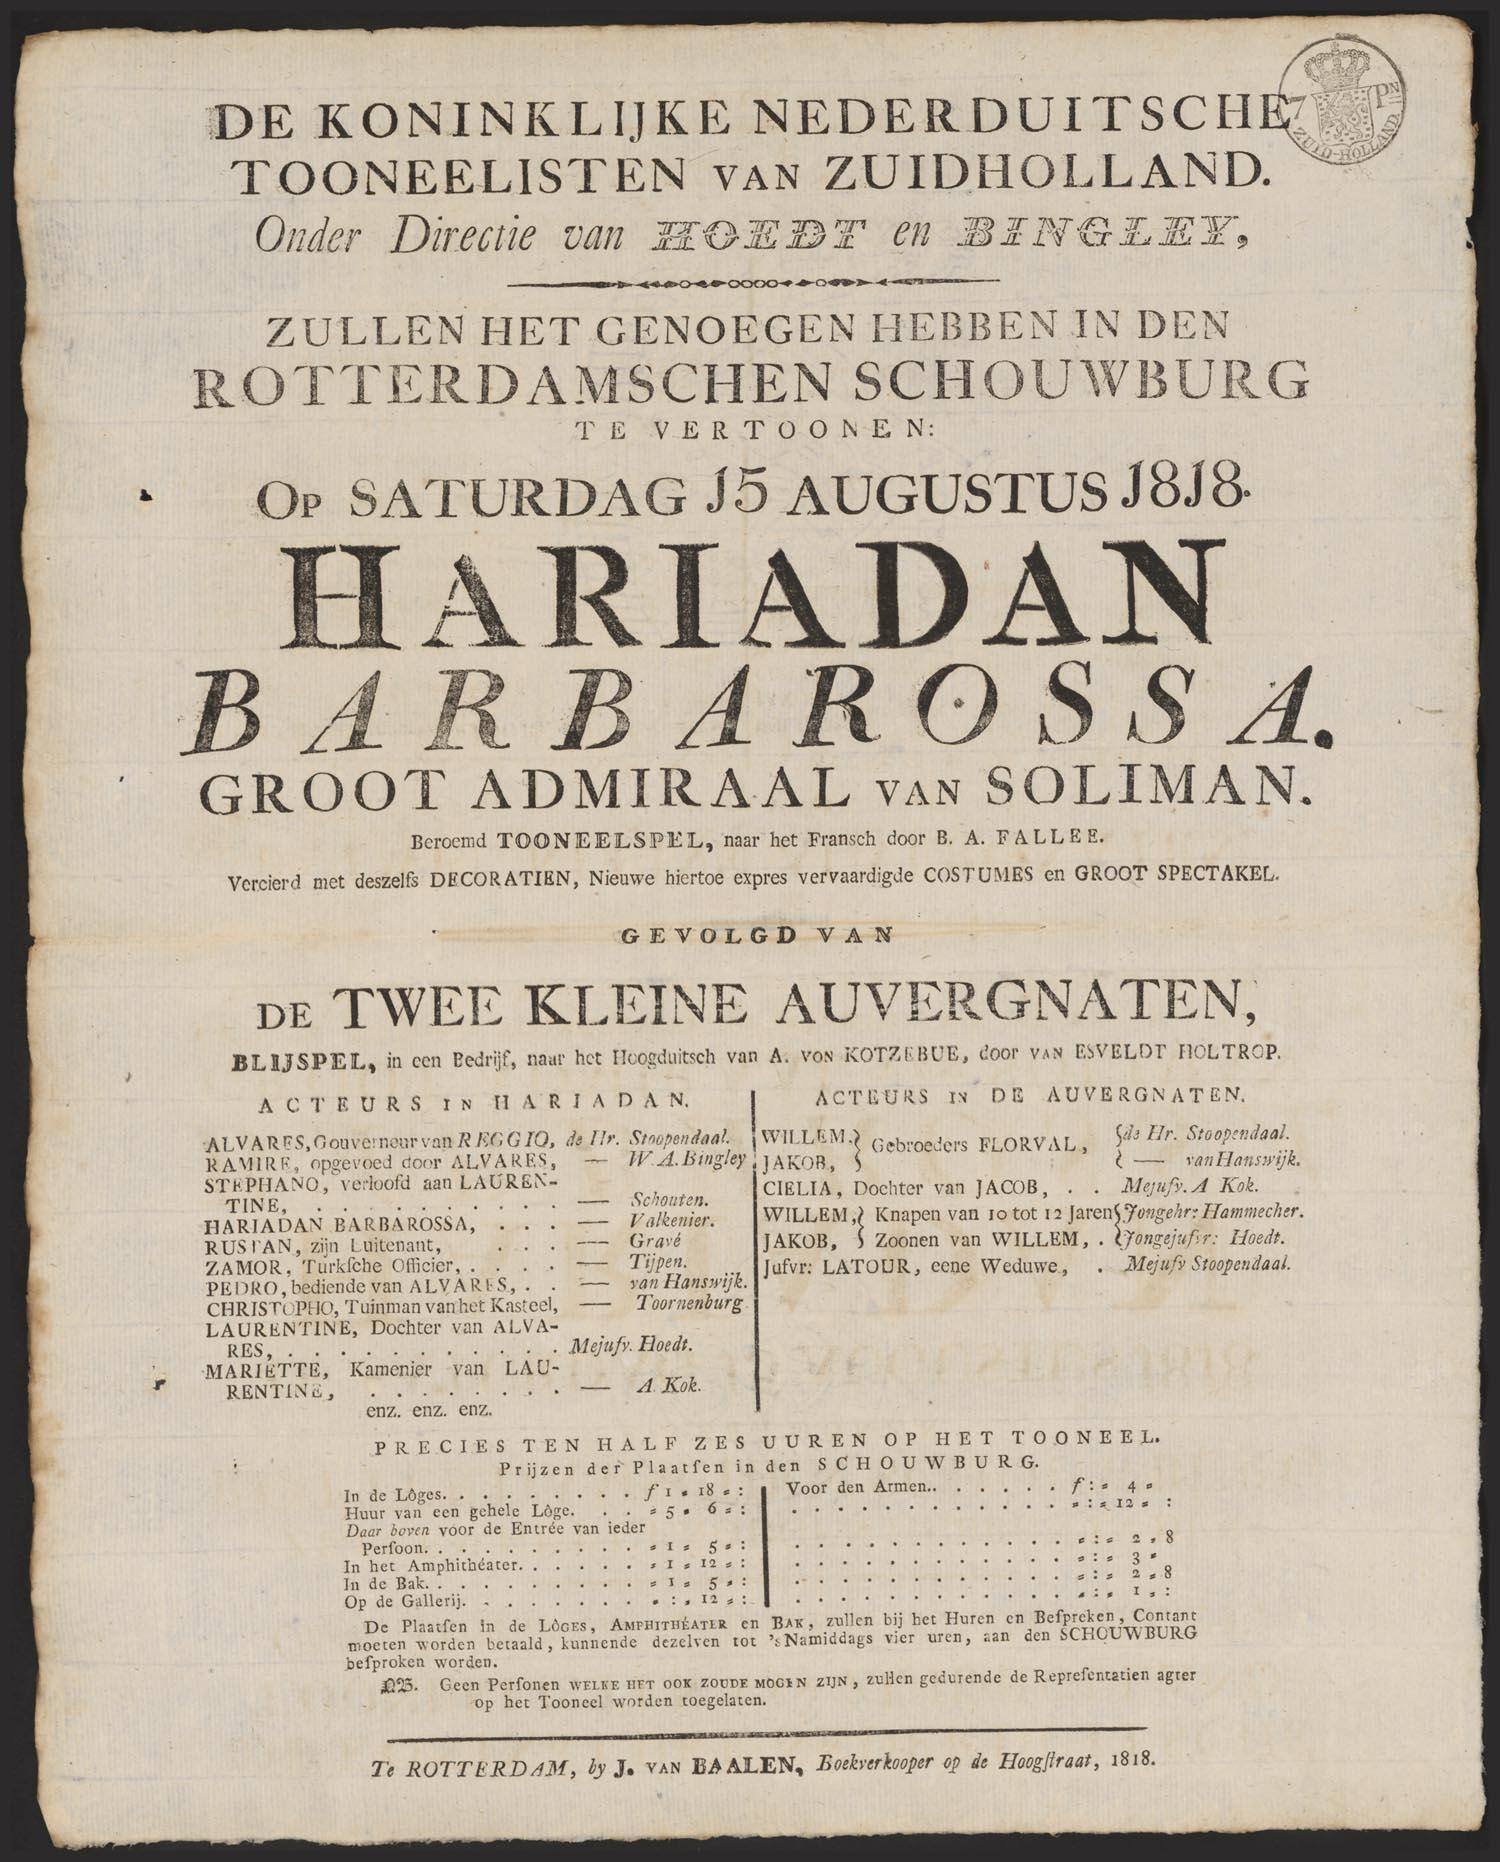 DE KONINKLIJKE NEDERDUITSCHE
TOONEELISTEN VAN ZUIDHOLLAND.
Onder Directie van HOEDT en BINGLEY,
7 PN
ZUID-HOLLAND
ZULLEN HET GENOEGEN HEBBEN IN DEN
ROTTERDAMSCHEN SCHOUWBURG
TE VERTOONEN:
OP SATURDAG 15 AUGUSTUS 1818.
HARIADAN
BARBAROSSA.
GROOT ADMIRAAL VAN SOLIMAN.
Beroemd TOONEELSPEL, naar het Fransch door B. A. FALLEE.
Vercierd met deszelfs DECORATIEN, Nieuwe hiertoe expres vervaardigde COSTUMES en GROOT SPECTAKEL.
GEVOLGD VAN
DE TWEE KLEINE AUVERGNATEN,
BLIJSPEL, in een Bedrijf, naar het Hoogduitsch van A. VON KOTZEBUE, door VAN ESVELDT HOLTROP.
ACTEURS IN HARIADAN.
ALVARES, Gouverneur van REGGIO, de Hr. Stoopendaal.
RAMIRE, opgevoed door ALVARES, — W. A. Bingley
STEPHANO, verloofd aan LAUREN-
TINE, . . . . . . . . . . — Schouten.
HARIADAN BARBAROSSA, . . . — Valkenier.
RUSTAN, zijn Luitenant, . . . — Gravé
ZAMOR, Turkſche Officier, . . . . — Tijpen.
PEDRO, bediende van ALVARES, . . — van Hanswijk.
CHRISTOPHO, Tuinman van het Kasteel, — Toornenburg
LAURENTINE, Dochter van ALVA-
RES, . . . . . . . . . . . Mejufv. Hoedt.
MARIETTE, Kamenier van LAU-
RENTINE, . . . . . . . . — A. Kok.
enz. enz. enz.
ACTEURS IN DE AUVERGNATEN.
WILLEM, } Gebroeders FLORVAL, { de Hr. Stoopendaal.
JAKOB, } { — van Hanswijk.
CIELIA, Dochter van JACOB, . . Mejufv. A Kok.
WILLEM, } Knapen van 10 tot 12 Jaren { Jongehr: Hammecher.
JAKOB, } Zoonen van WILLEM, . { Jongejufvr: Hoedt.
Jufvr: LATOUR, eene Weduwe, . Mejufv Stoopendaal.
PRECIES TEN HALF ZES UUREN OP HET TOONEEL.
Prijzen der Plaatſen in den SCHOUWBURG.
In de Lôges. . . . . . . . . f 1 = 18 = : Voor den Armen. . . . . . . f : = 4 =
Huur van een gehele Lôge. . . . = 5 = 6 = : . . . . . . . . . . . . = : = 12 = :
Daar boven voor de Entrée van ieder
Perſoon. . . . . . . . . . = 1 = 5 = : . . . . . . . . . . . . = : = 2 = 8
In het Amphithéater. . . . . . . = 1 = 12 = : . . . . . . . . . . . . = : = 3 =
In de Bak. . . . . . . . . . = 1 = 5 = : . . . . . . . . . . . . = : = 2 = 8
Op de Gallerij. . . . . . . . . = : = 12 = : . . . . . . . . . . . . = : = 1 = :
De Plaatſen in de LÔGES, AMPHITHÉATER en BAK, zullen bij het Huren en Beſpreken, Contant
moeten worden betaald, kunnende dezelven tot 's Namiddags vier uren, aan den SCHOUWBURG
beſproken worden.
NB. Geen Perſonen WELKE HET OOK ZOUDE MOGEN ZIJN, zullen gedurende de Repreſentatien agter
op het Tooneel worden toegelaten.
Te ROTTERDAM, by J. VAN BAALEN, Boekverkooper op de Hoogſtraat, 1818.